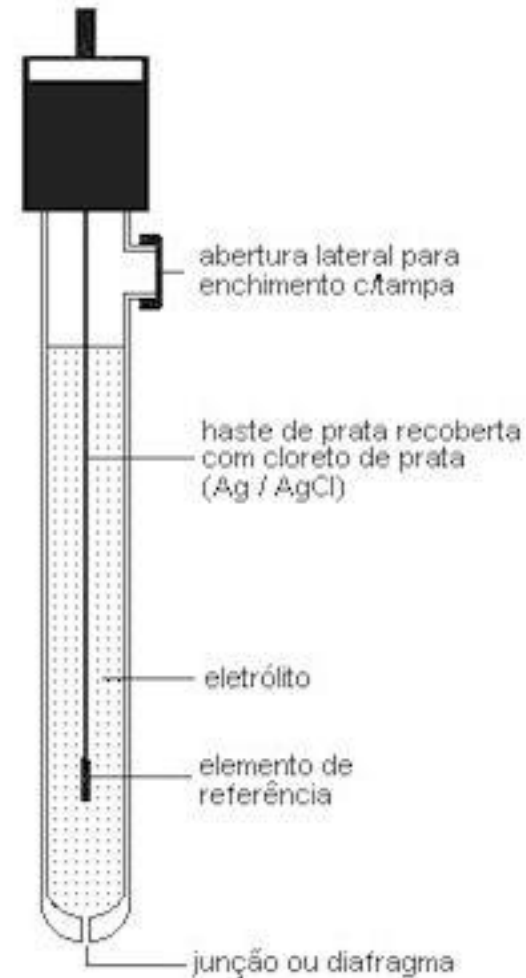 abertura lateral para
enchimento c/tampa
haste de prata recoberta
com cloreto de prata
(Ag / AgCl)
eletrólito
elemento de
referência
junção ou diafragma